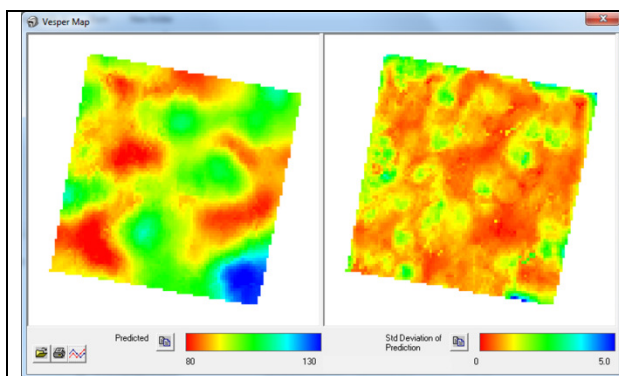 Vesper Map
Predicted
80 130
Std Deviation of
Prediction
0 5.0